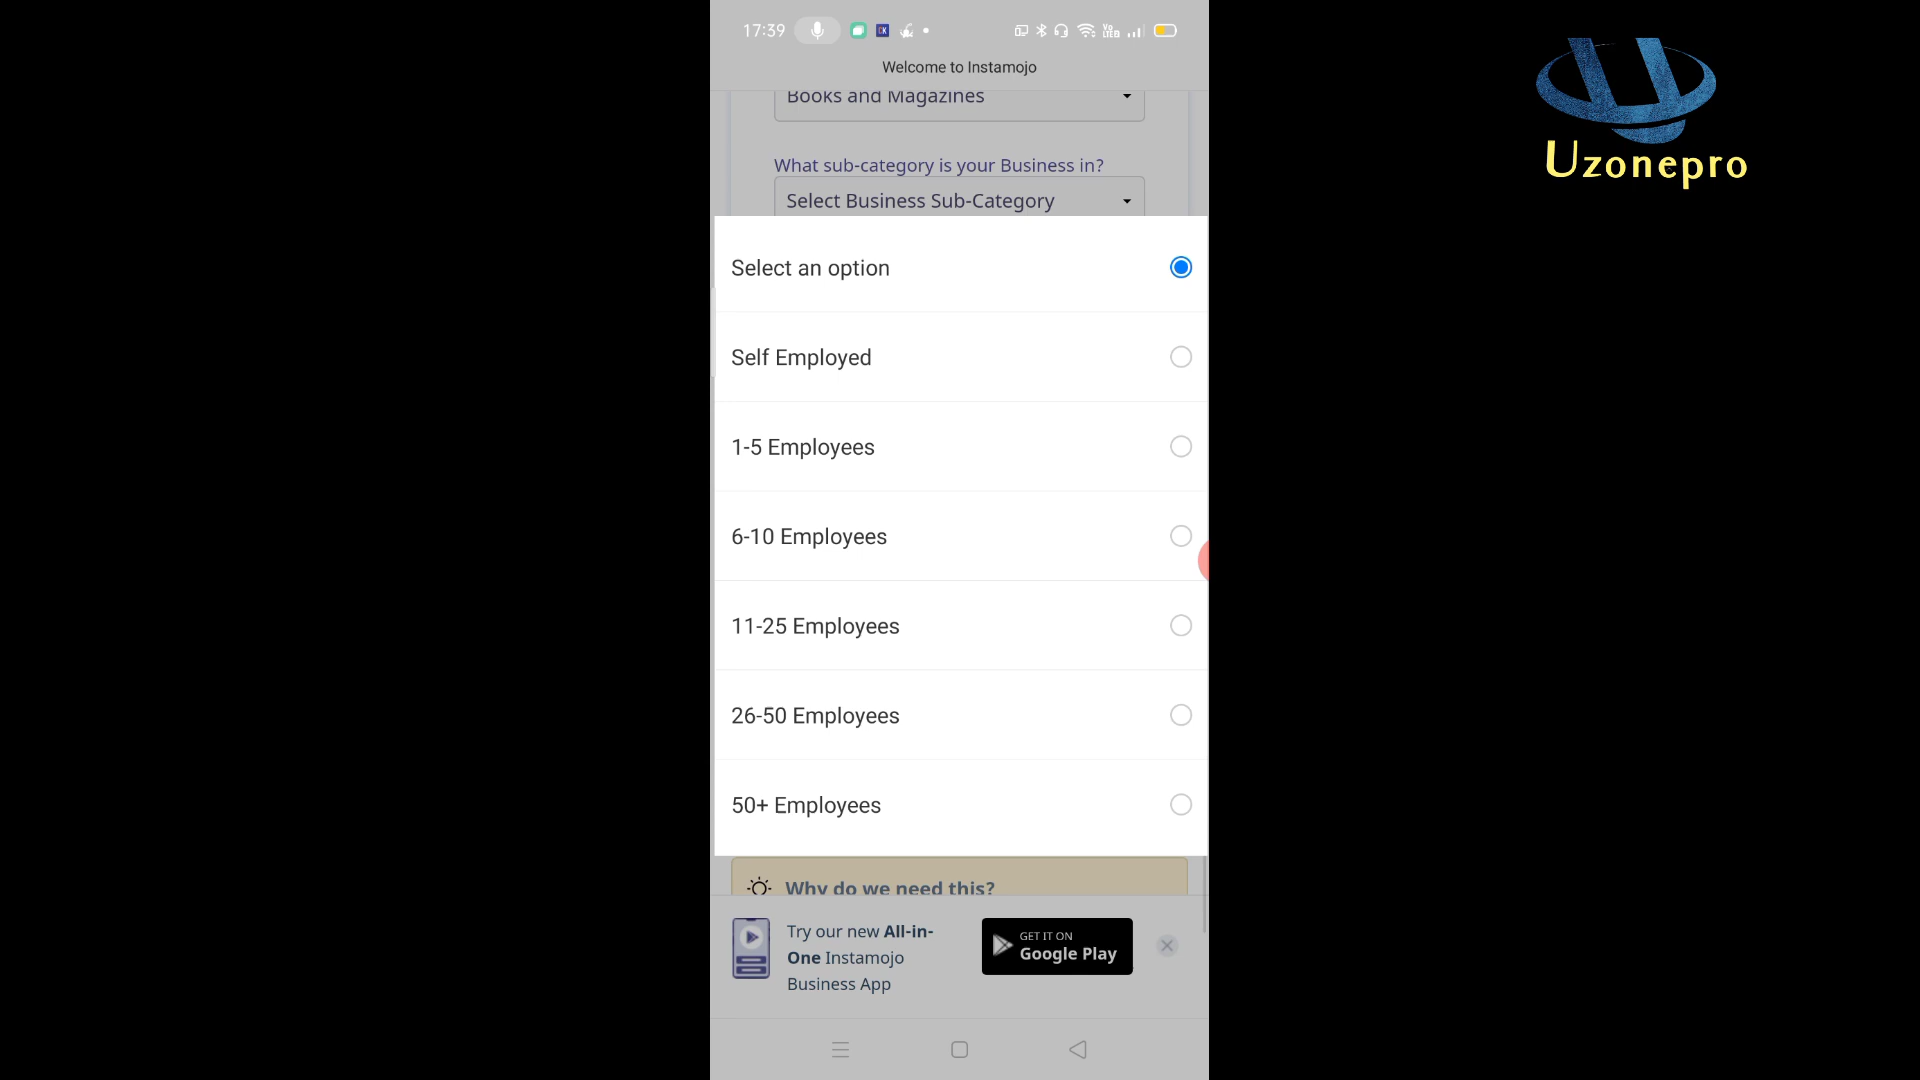 17:39
Welcome to Instamojo
Books and Magazines
What sub-category is your Business in?
Select Business Sub-Category
Select an option
Self Employed
1-5 Employees
6-10 Employees
11-25 Employees
26-50 Employees
50+ Employees
Why do we need this?
Try our new All-in-
One Instamojo
Business App
GET IT ON
Google Play
Uzonepro